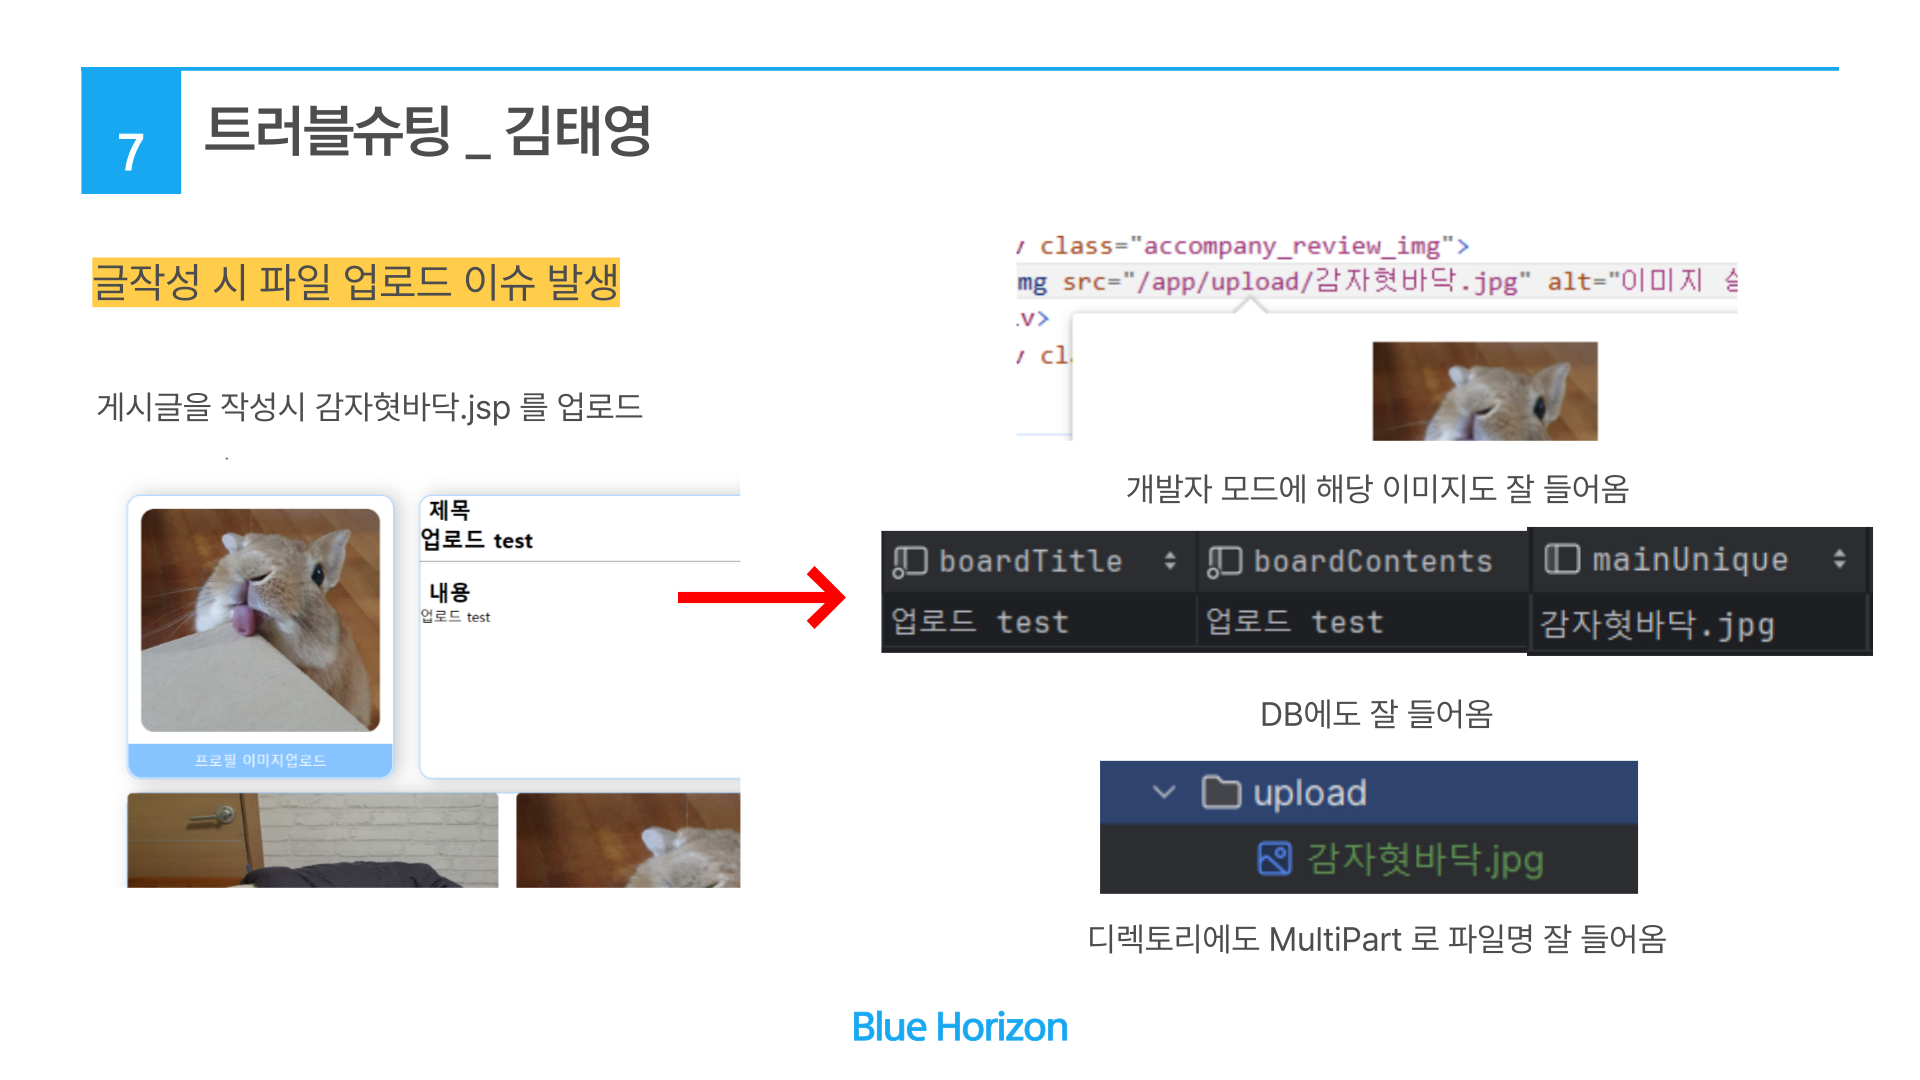 7
트러블슈팅 _ 김태영
글작성 시 파일 업로드 이슈 발생
게시글을 작성시 감자혓바닥.jsp 를 업로드
제목
업로드 test
내용
업로드 test
프로필 이미지업로드
class="accompany_review_img">
mg src="/app/upload/감자혓바닥.jpg" alt="이미지
.v>
cl
개발자 모드에 해당 이미지도 잘 들어옴
boardTitle boardContents mainUnique
업로드 test 업로드 test 감자혓바닥.jpg
DB에도 잘 들어옴
upload
감자혓바닥.jpg
디렉토리에도 MultiPart 로 파일명 잘 들어옴
Blue Horizon